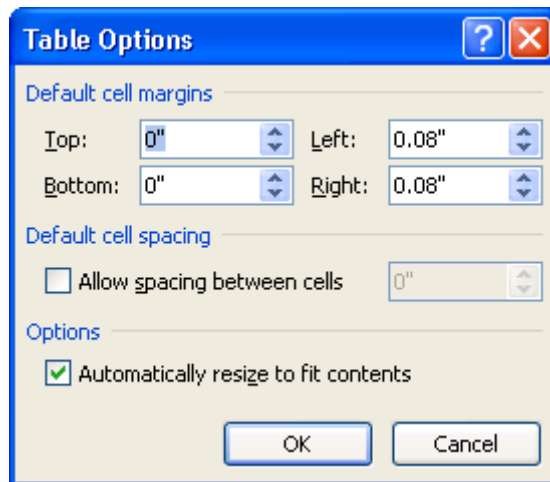 Table Options ?
Default cell margins
Top: 0" Left: 0.08"
Bottom: 0" Right: 0.08"
Default cell spacing
Allow spacing between cells 0"
Options
Automatically resize to fit contents
OK Cancel